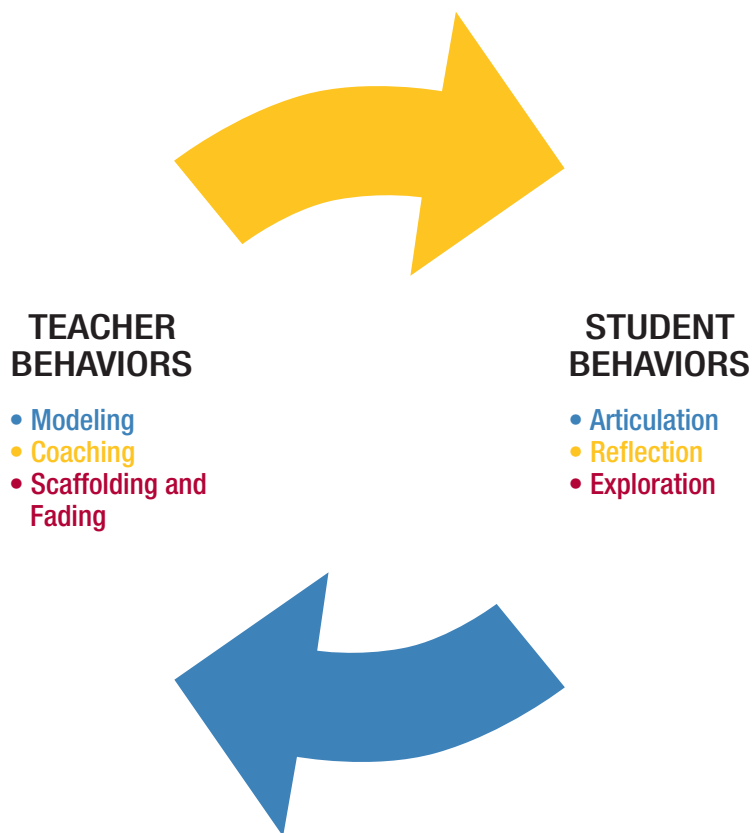 TEACHER
BEHAVIORS
• Modeling
• Coaching
• Scaffolding and
Fading
STUDENT
BEHAVIORS
• Articulation
• Reflection
• Exploration